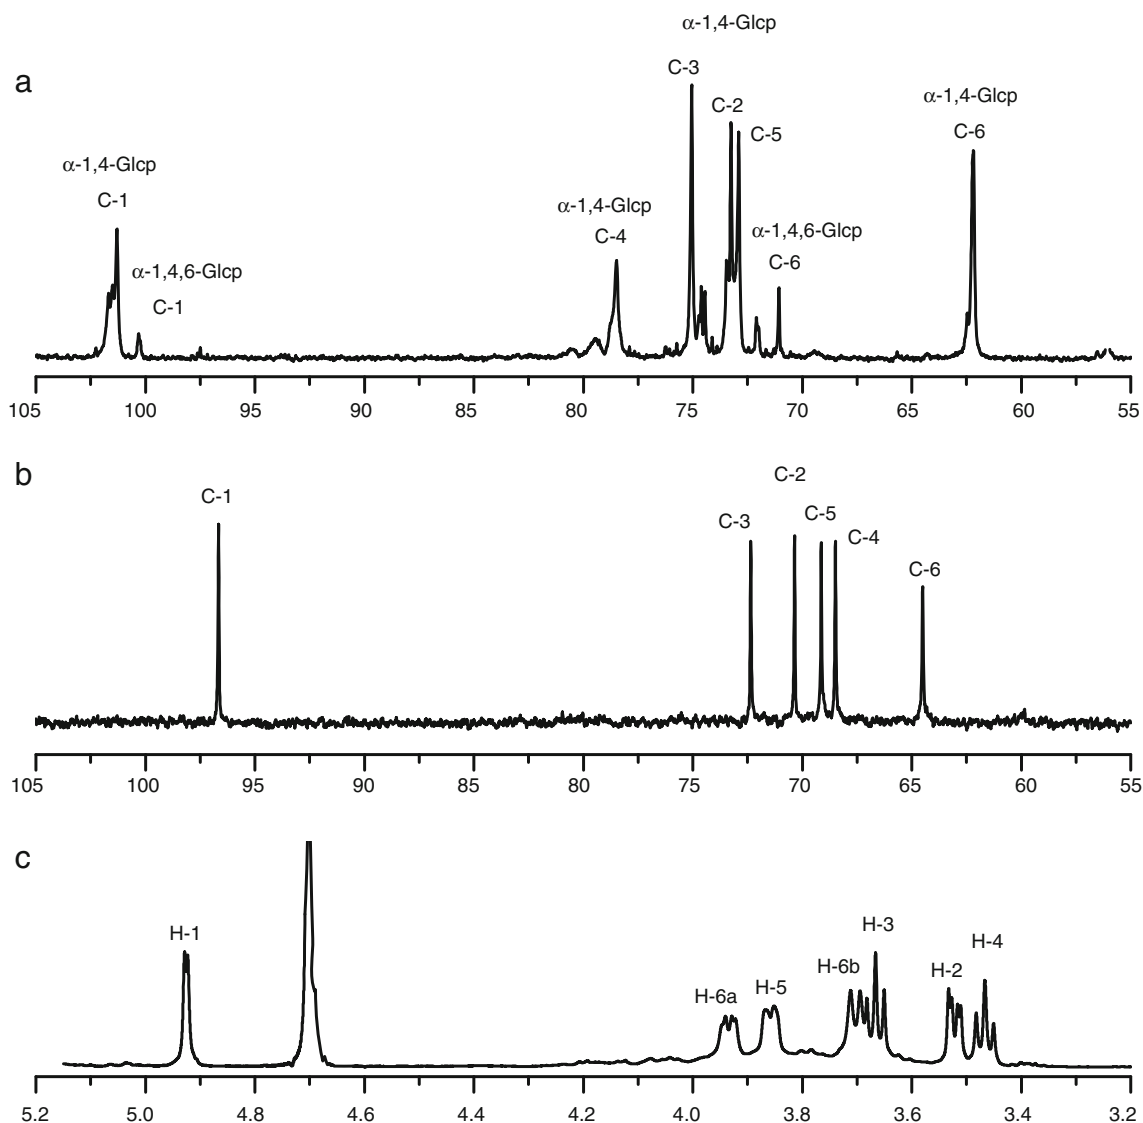 a
α-1,4-Glcp
C-3
C-2
C-5
α-1,4-Glcp
C-6
α-1,4-Glcp
C-1
α-1,4-Glcp
C-4
α-1,4,6-Glcp
C-6
α-1,4,6-Glcp
C-1
105 100 95 90 85 80 75 70 65 60 55
b
C-1
C-3
C-2
C-5
C-4
C-6
105 100 95 90 85 80 75 70 65 60 55
c
H-1
H-6a
H-5
H-6b
H-3
H-2
H-4
5.2 5.0 4.8 4.6 4.4 4.2 4.0 3.8 3.6 3.4 3.2